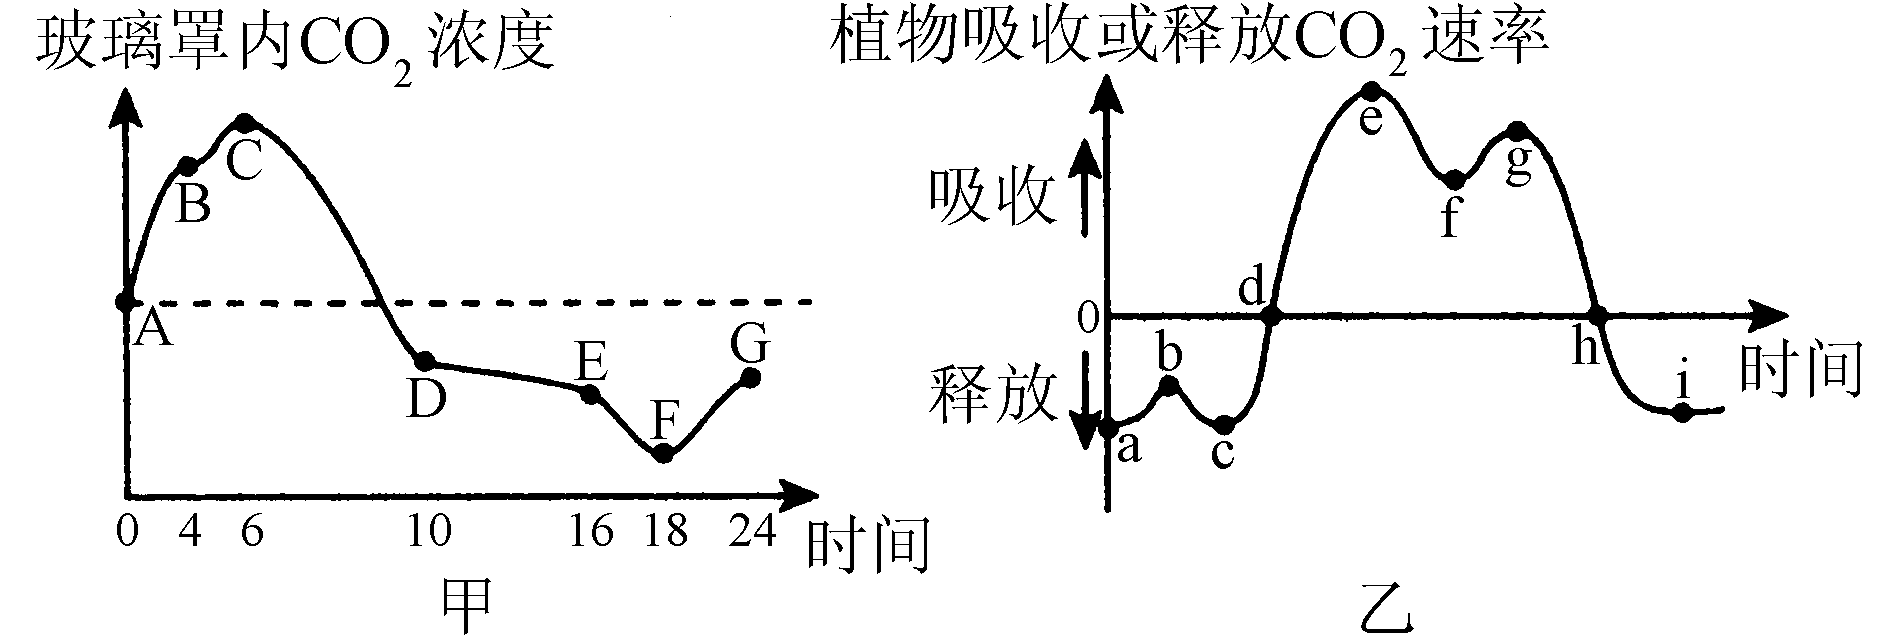 玻璃罩内CO₂浓度
A
B
C
D
E
F
G
0 4 6 10 16 18 24
时间
甲
植物吸收或释放CO₂速率
吸收
0
释放
a
b
c
d
e
f
g
h
i
时间
乙